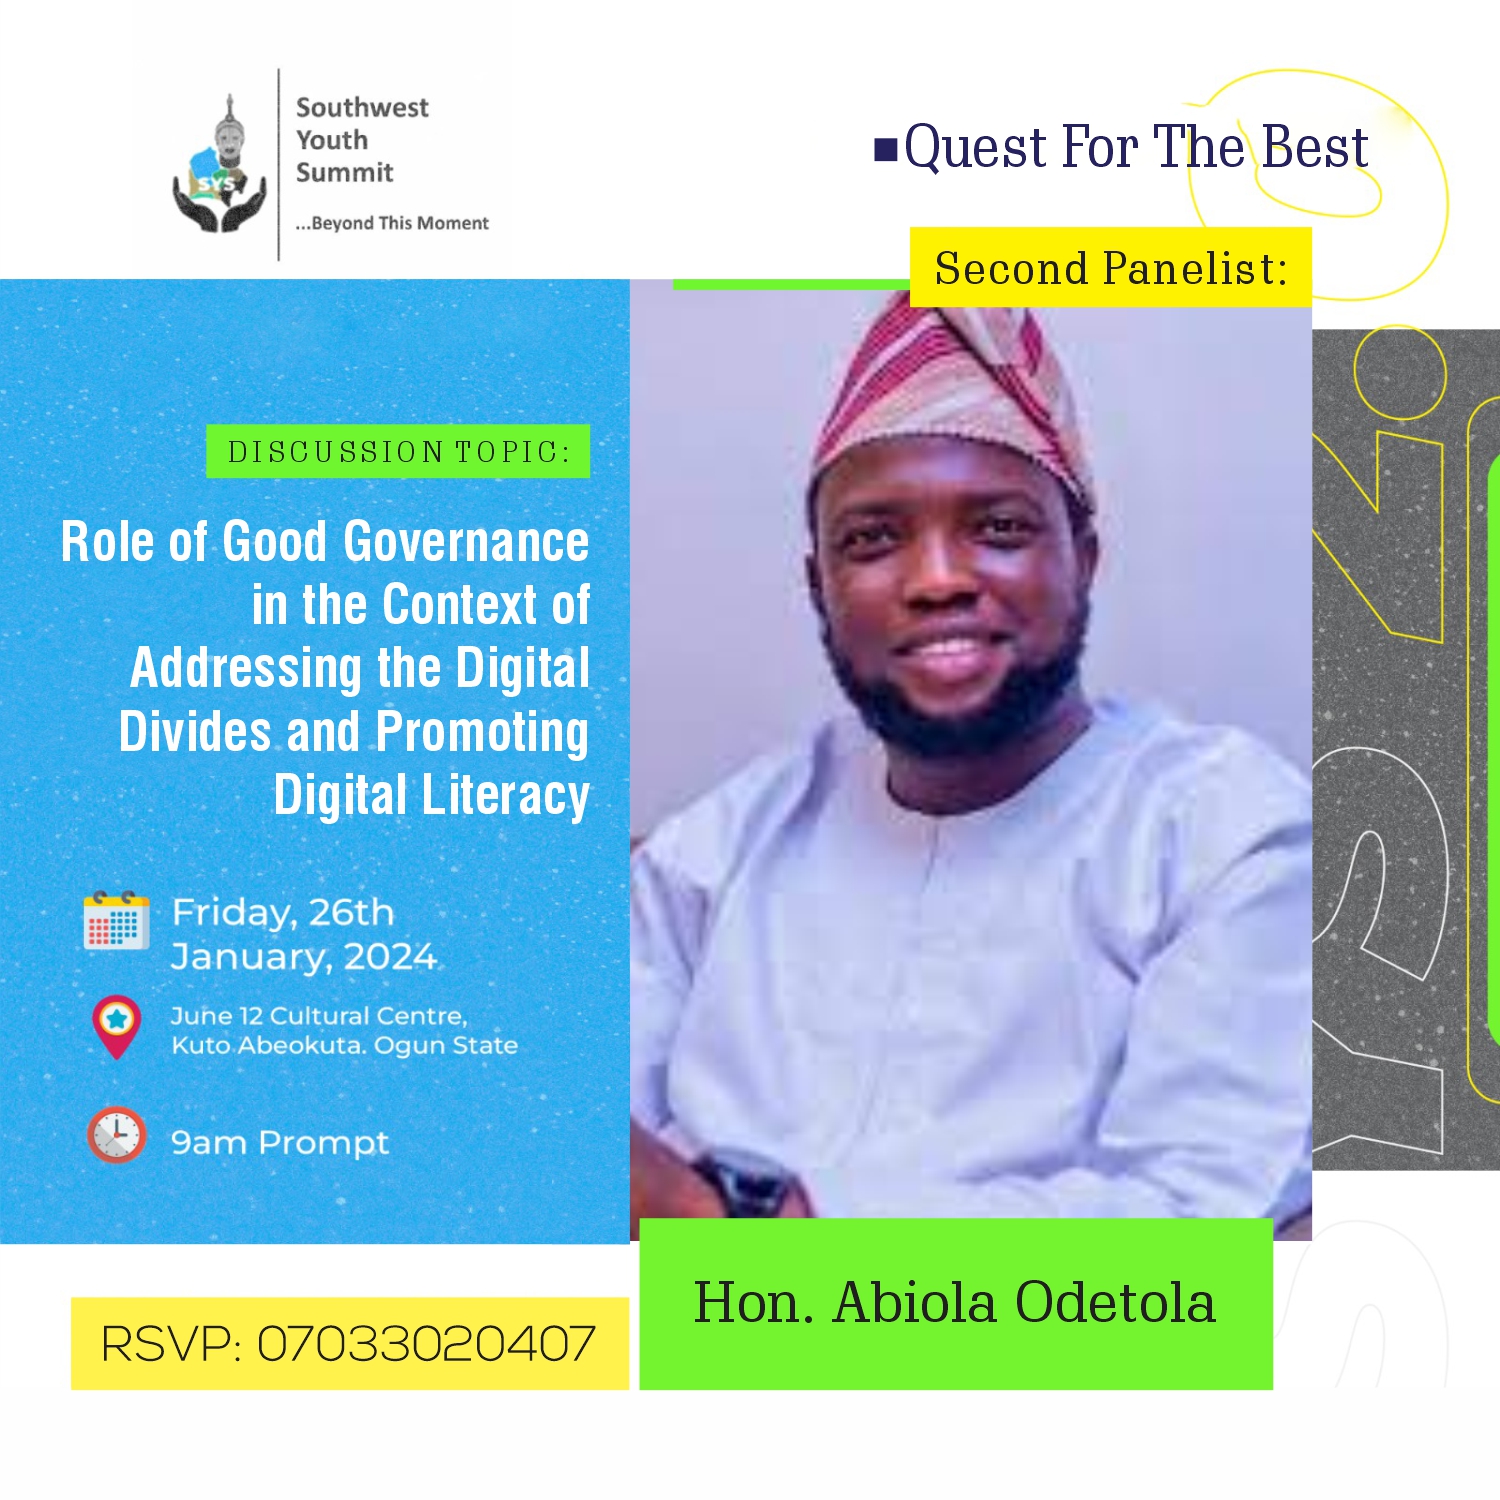 Southwest
Youth
Summit
...Beyond This Moment
SYS
Quest For The Best
Second Panelist:
DISCUSSION TOPIC:
Role of Good Governance
in the Context of
Addressing the Digital
Divides and Promoting
Digital Literacy
Friday, 26th
January, 2024
June 12 Cultural Centre,
Kuto Abeokuta. Ogun State
9am Prompt
RSVP: 07033020407
Hon. Abiola Odetola